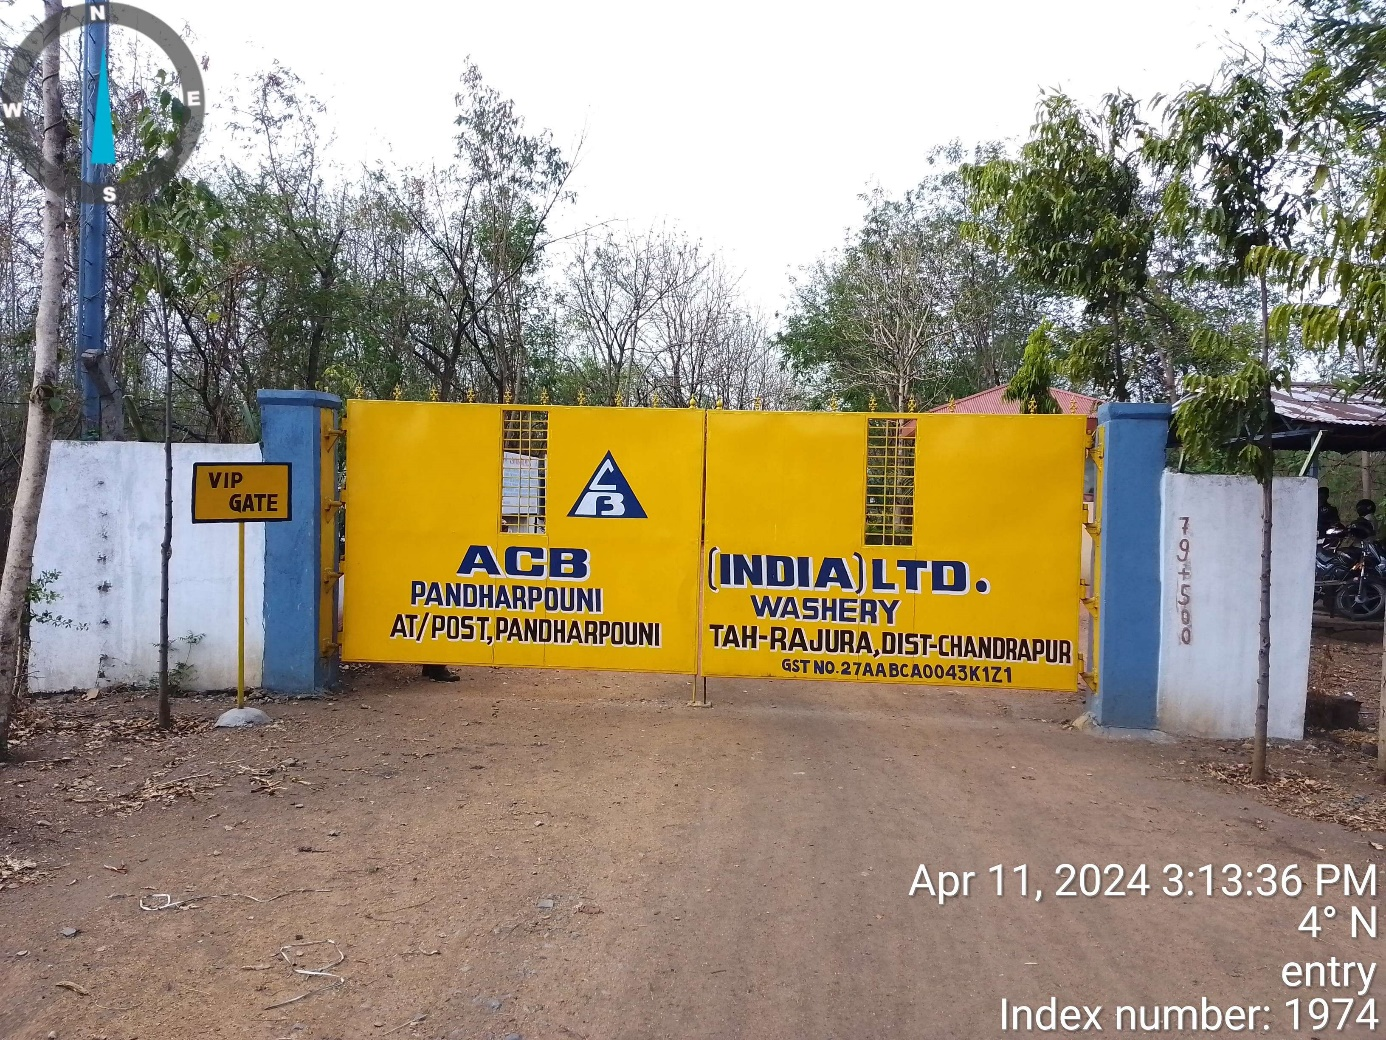 N
W E
S
VIP
GATE
ACB
ACB (INDIA) LTD.
PANDHARPOUNI WASHERY
AT/POST,PANDHARPOUNI TAH-RAJURA,DIST-CHANDRAPUR
GST NO.27AABCA0043K1Z1
79+500
Apr 11, 2024 3:13:36 PM
4° N
entry
Index number: 1974